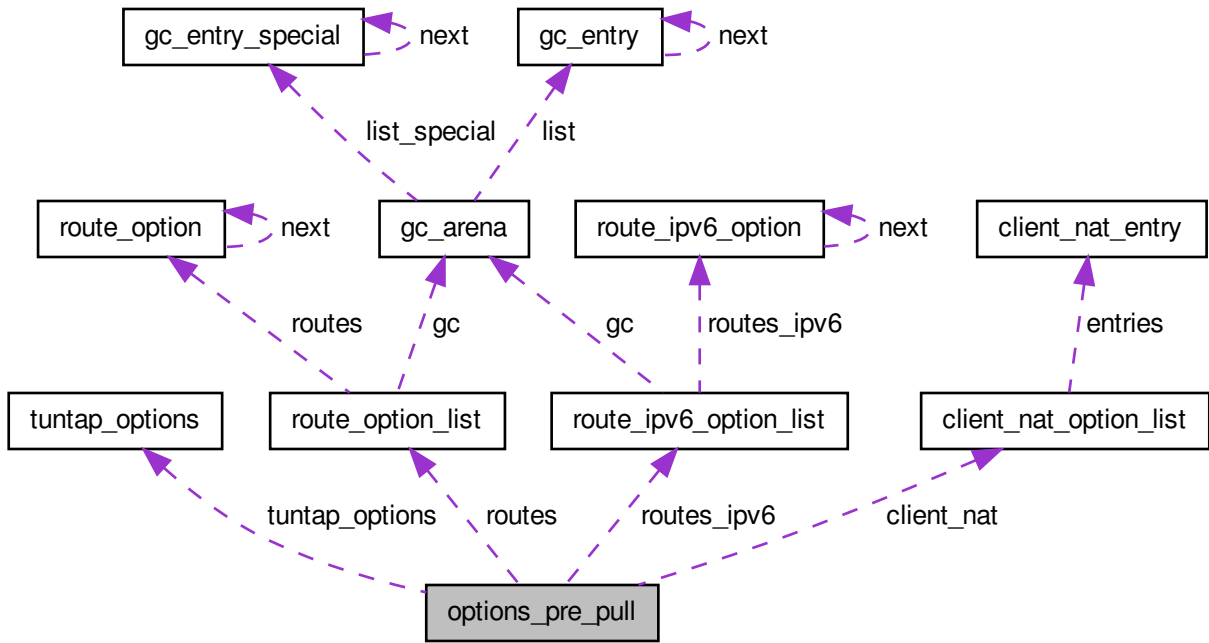 gc_entry_special
next
gc_entry
next
list_special
list
route_option
next
gc_arena
route_ipv6_option
next
client_nat_entry
routes
gc
gc
routes_ipv6
entries
tuntap_options
route_option_list
route_ipv6_option_list
client_nat_option_list
tuntap_options
routes
routes_ipv6
client_nat
options_pre_pull